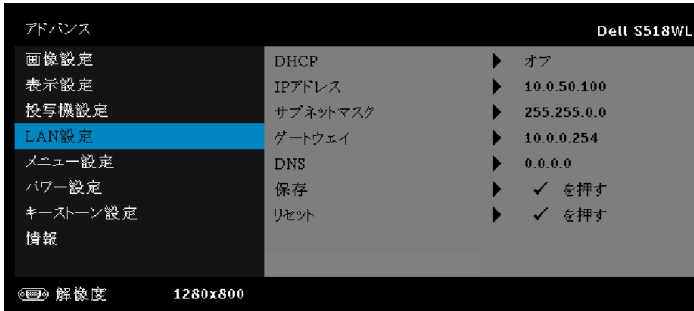 アドバンス Dell S518WL
画像設定 DHCP オフ
表示設定 IPアドレス 10.0.50.100
投写機設定 サブネットマスク 255.255.0.0
LAN設定 ゲートウェイ 10.0.0.254
メニュー設定 DNS 0.0.0.0
パワー設定 保存 ✓ を押す
キーストーン設定 リセット ✓ を押す
情報
解像度 1280x800